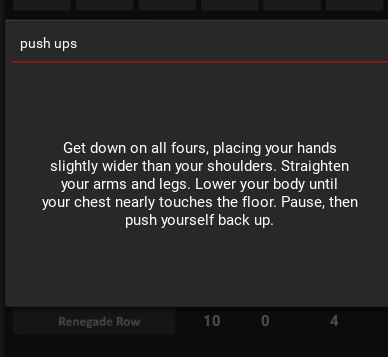 push ups
Get down on all fours, placing your hands
slightly wider than your shoulders. Straighten
your arms and legs. Lower your body until
your chest nearly touches the floor. Pause, then
push yourself back up.
Renegade Row 10 0 4